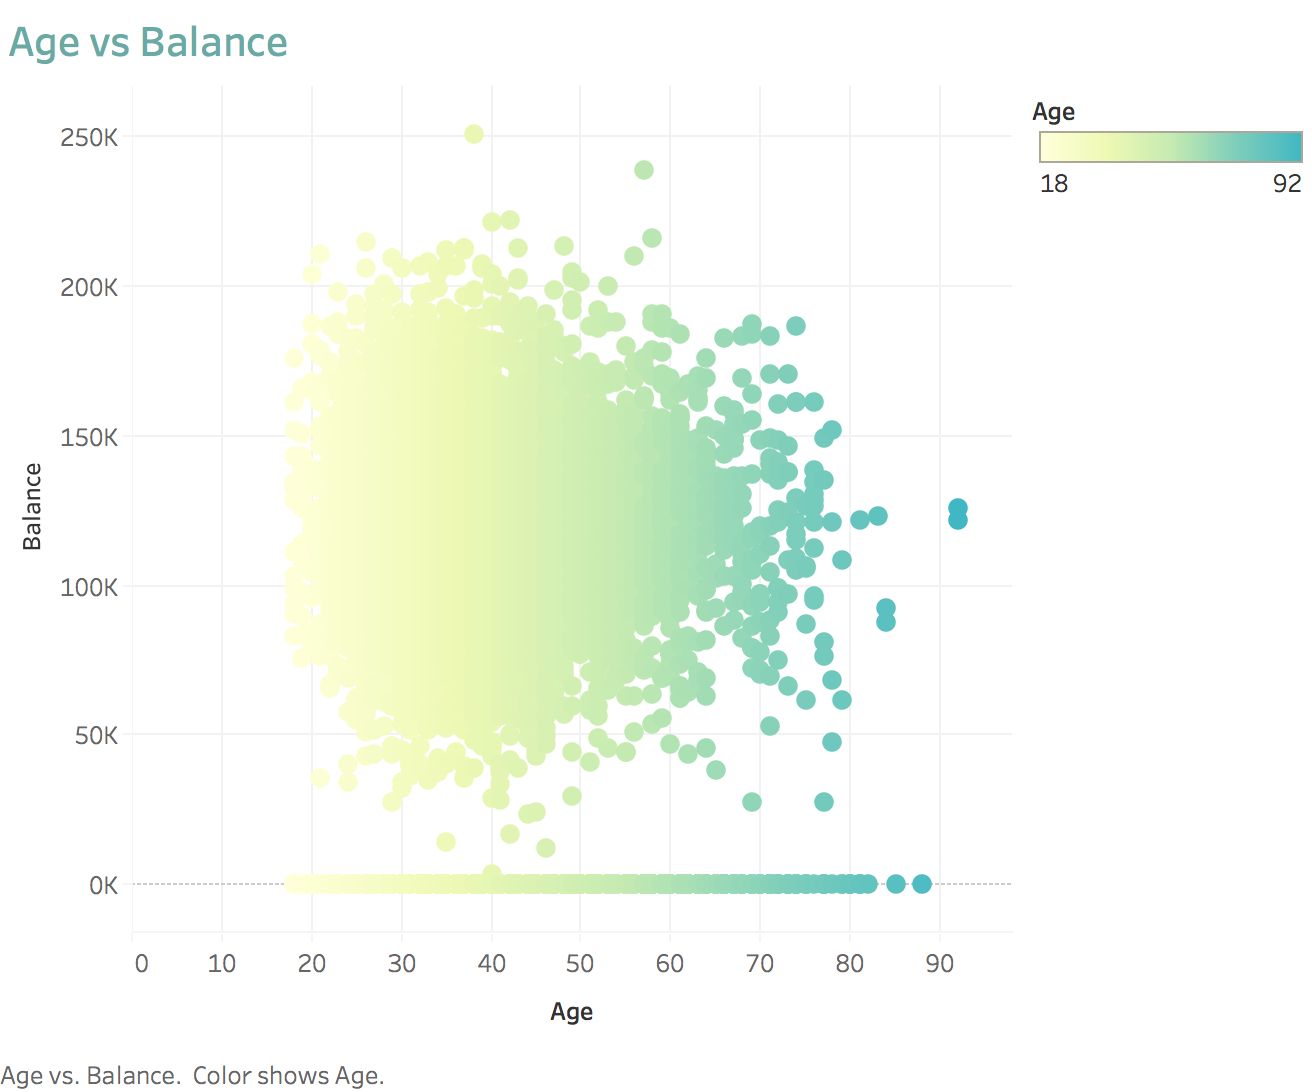 Age vs Balance
Age
18 92
250K
200K
150K
100K
50K
0K
Balance
0 10 20 30 40 50 60 70 80 90
Age
Age vs. Balance.  Color shows Age.